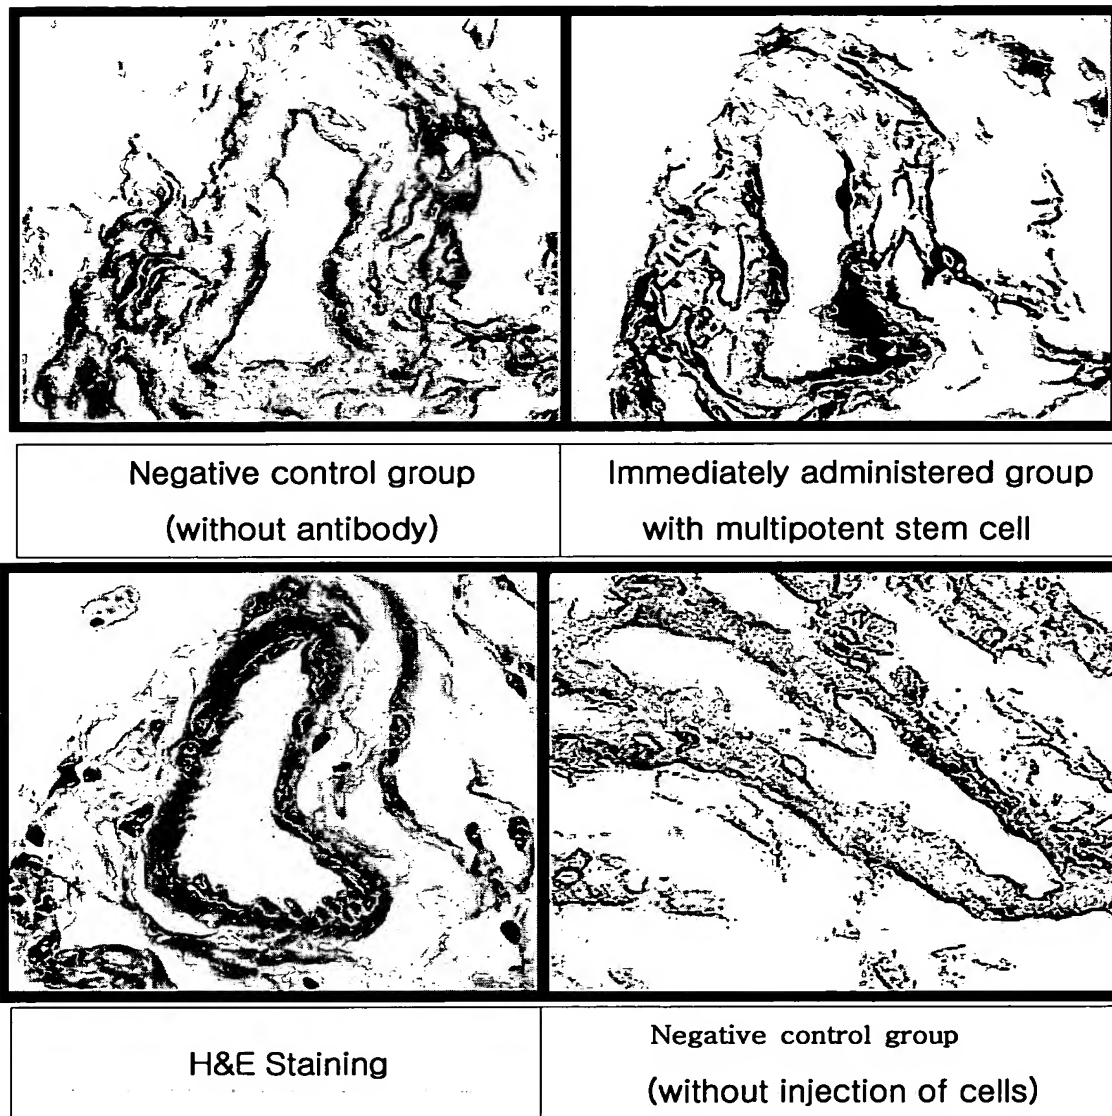 Negative control group
(without antibody)
Immediately administered group
with multipotent stem cell
H&E Staining
Negative control group
(without injection of cells)